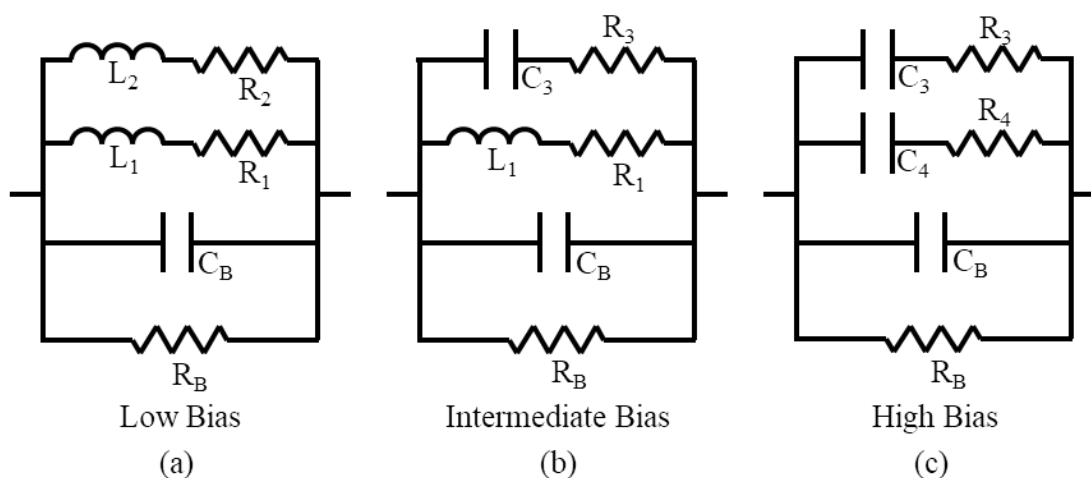 L2
R2
L1
R1
CB
RB
Low Bias
(a)
R3
C3
L1
R1
CB
RB
Intermediate Bias
(b)
R3
C3
R4
C4
CB
RB
High Bias
(c)